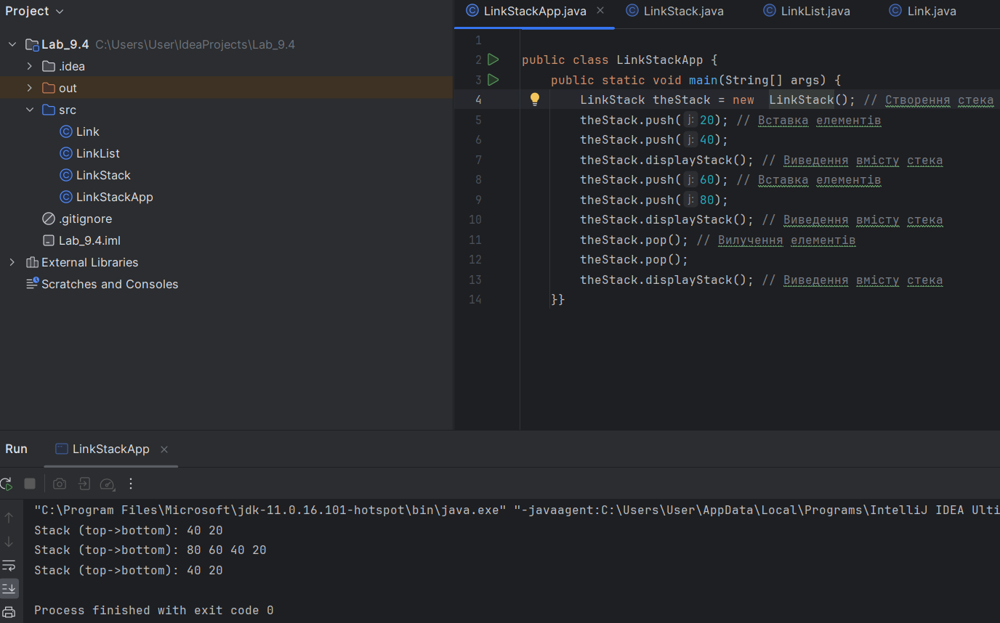 Project
Lab_9.4 C:\Users\User\IdeaProjects\Lab_9.4
.idea
out
src
Link
LinkList
LinkStack
LinkStackApp
.gitignore
Lab_9.4.iml
External Libraries
Scratches and Consoles
LinkStackApp.java LinkStack.java LinkList.java Link.java
1
2 public class LinkStackApp {
3 public static void main(String[] args) {
4 LinkStack theStack = new  LinkStack(); // Створення стека
5 theStack.push( j: 20); // Вставка елементів
6 theStack.push( j: 40);
7 theStack.displayStack(); // Виведення вмісту стека
8 theStack.push( j: 60); // Вставка елементів
9 theStack.push( j: 80);
10 theStack.displayStack(); // Виведення вмісту стека
11 theStack.pop(); // Вилучення елементів
12 theStack.pop();
13 theStack.displayStack(); // Виведення вмісту стека
14 }}
Run LinkStackApp
"C:\Program Files\Microsoft\jdk-11.0.16.101-hotspot\bin\java.exe" "-javaagent:C:\Users\User\AppData\Local\Programs\IntelliJ IDEA Ulti
Stack (top->bottom): 40 20
Stack (top->bottom): 80 60 40 20
Stack (top->bottom): 40 20
Process finished with exit code 0